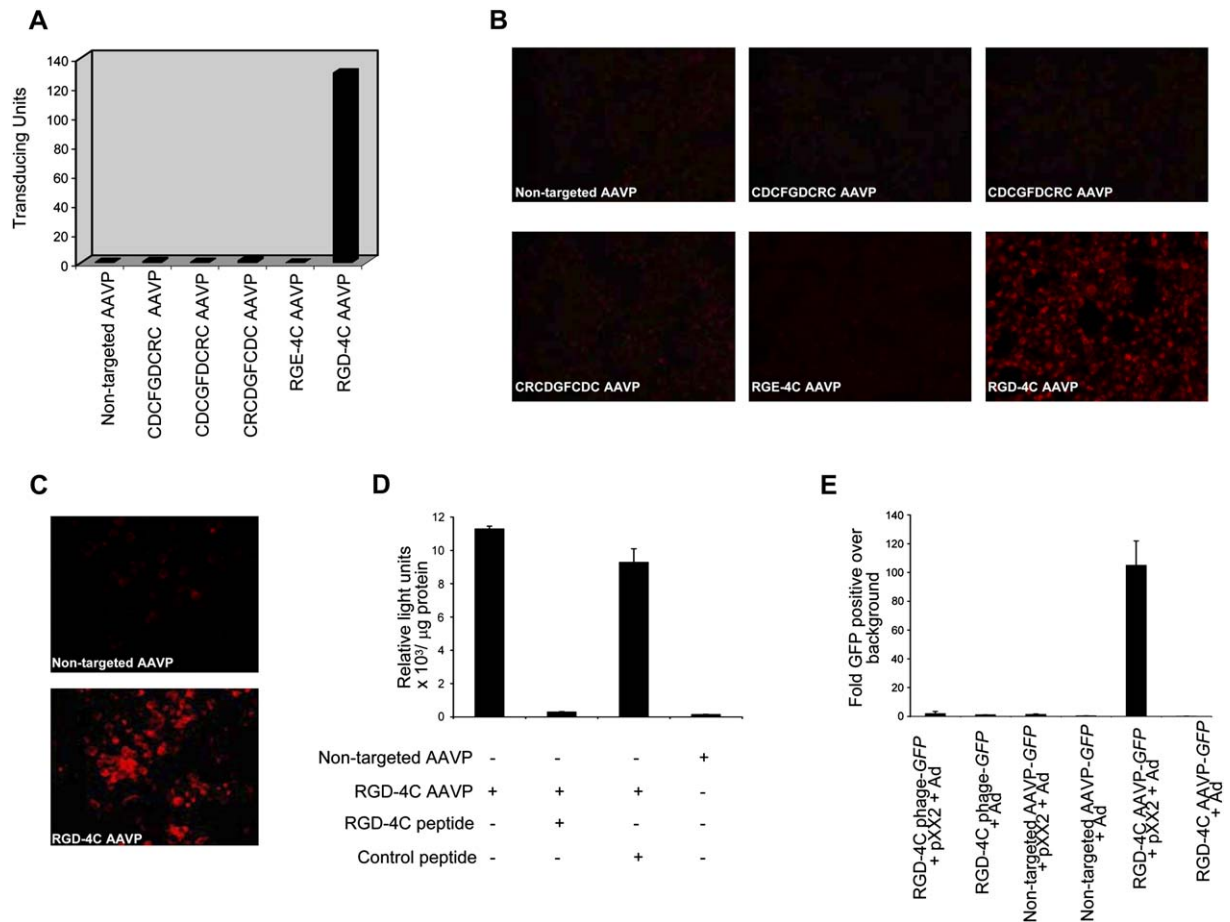 A
Transducing Units
140
120
100
80
60
40
20
0
Non-targeted AAVP
CDCFGDCRC AAVP
CDCGFDCRC AAVP
CRCDGFCDC AAVP
RGE-4C AAVP
RGD-4C AAVP
B
Non-targeted AAVP
CDCFGDCRC AAVP
CDCGFDCRC AAVP
CRCDGFCDC AAVP
RGE-4C AAVP
RGD-4C AAVP
C
Non-targeted AAVP
RGD-4C AAVP
D
Relative light units
x 10³/ µg protein
12
10
8
6
4
2
0
Non-targeted AAVP - - - +
RGD-4C AAVP + + + -
RGD-4C peptide - + - -
Control peptide - - + -
E
Fold GFP positive over
background
140
120
100
80
60
40
20
0
RGD-4C phage-GFP
+ pXX2 + Ad
RGD-4C phage-GFP
+ Ad
Non-targeted AAVP-GFP
+ pXX2 + Ad
Non-targeted AAVP-GFP
+ Ad
RGD-4C AAVP-GFP
+ pXX2 + Ad
RGD-4C AAVP-GFP
+ Ad